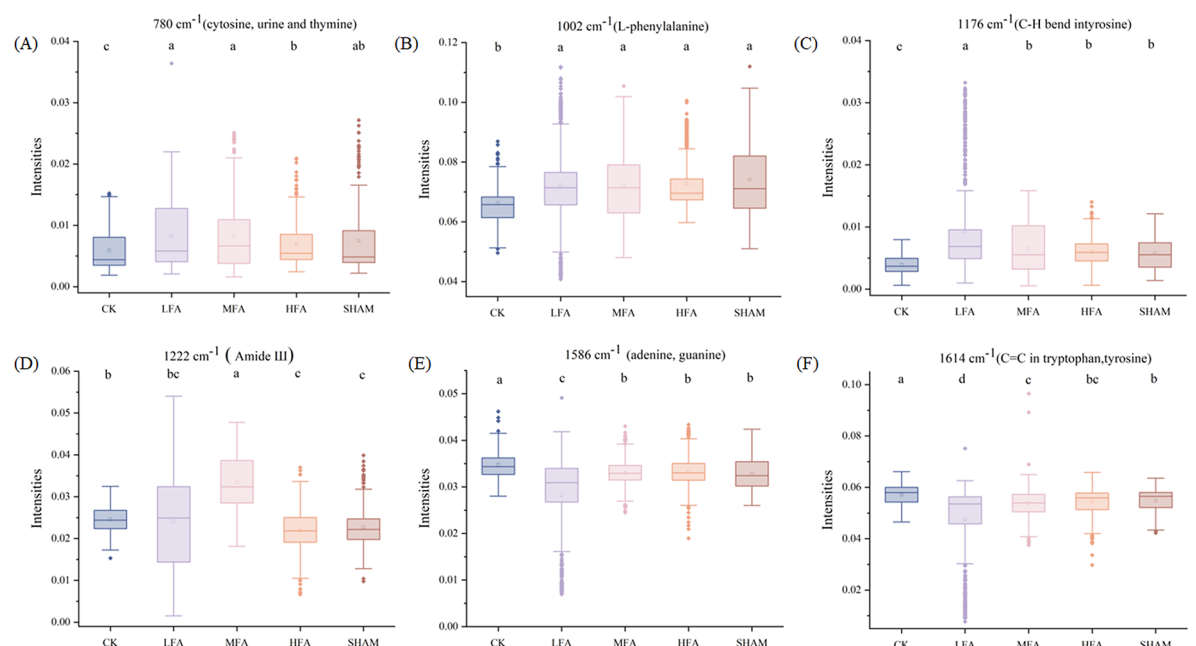 (A)
780 cm-1(cytosine, urine and thymine)
c a a b ab
Intensities
0.04
0.03
0.02
0.01
0.00
CK LFA MFA HFA SHAM
(B)
1002 cm-1(L-phenylalanine)
b a a a a
Intensities
0.12
0.10
0.08
0.06
0.04
CK LFA MFA HFA SHAM
(C)
1176 cm-1(C-H bend intyrosine)
c a b b b
Intensities
0.04
0.03
0.02
0.01
0.00
CK LFA MFA HFA SHAM
(D)
1222 cm-1 ( Amide III)
b bc a c c
Intensities
0.06
0.05
0.04
0.03
0.02
0.01
0.00
CK LFA MFA HFA SHAM
(E)
1586 cm-1 (adenine, guanine)
a c b b b
Intensities
0.05
0.04
0.03
0.02
0.01
0.00
CK LFA MFA HFA SHAM
(F)
1614 cm-1(C=C in tryptophan,tyrosine)
a d c bc b
Intensities
0.10
0.08
0.06
0.04
0.02
CK LFA MFA HFA SHAM